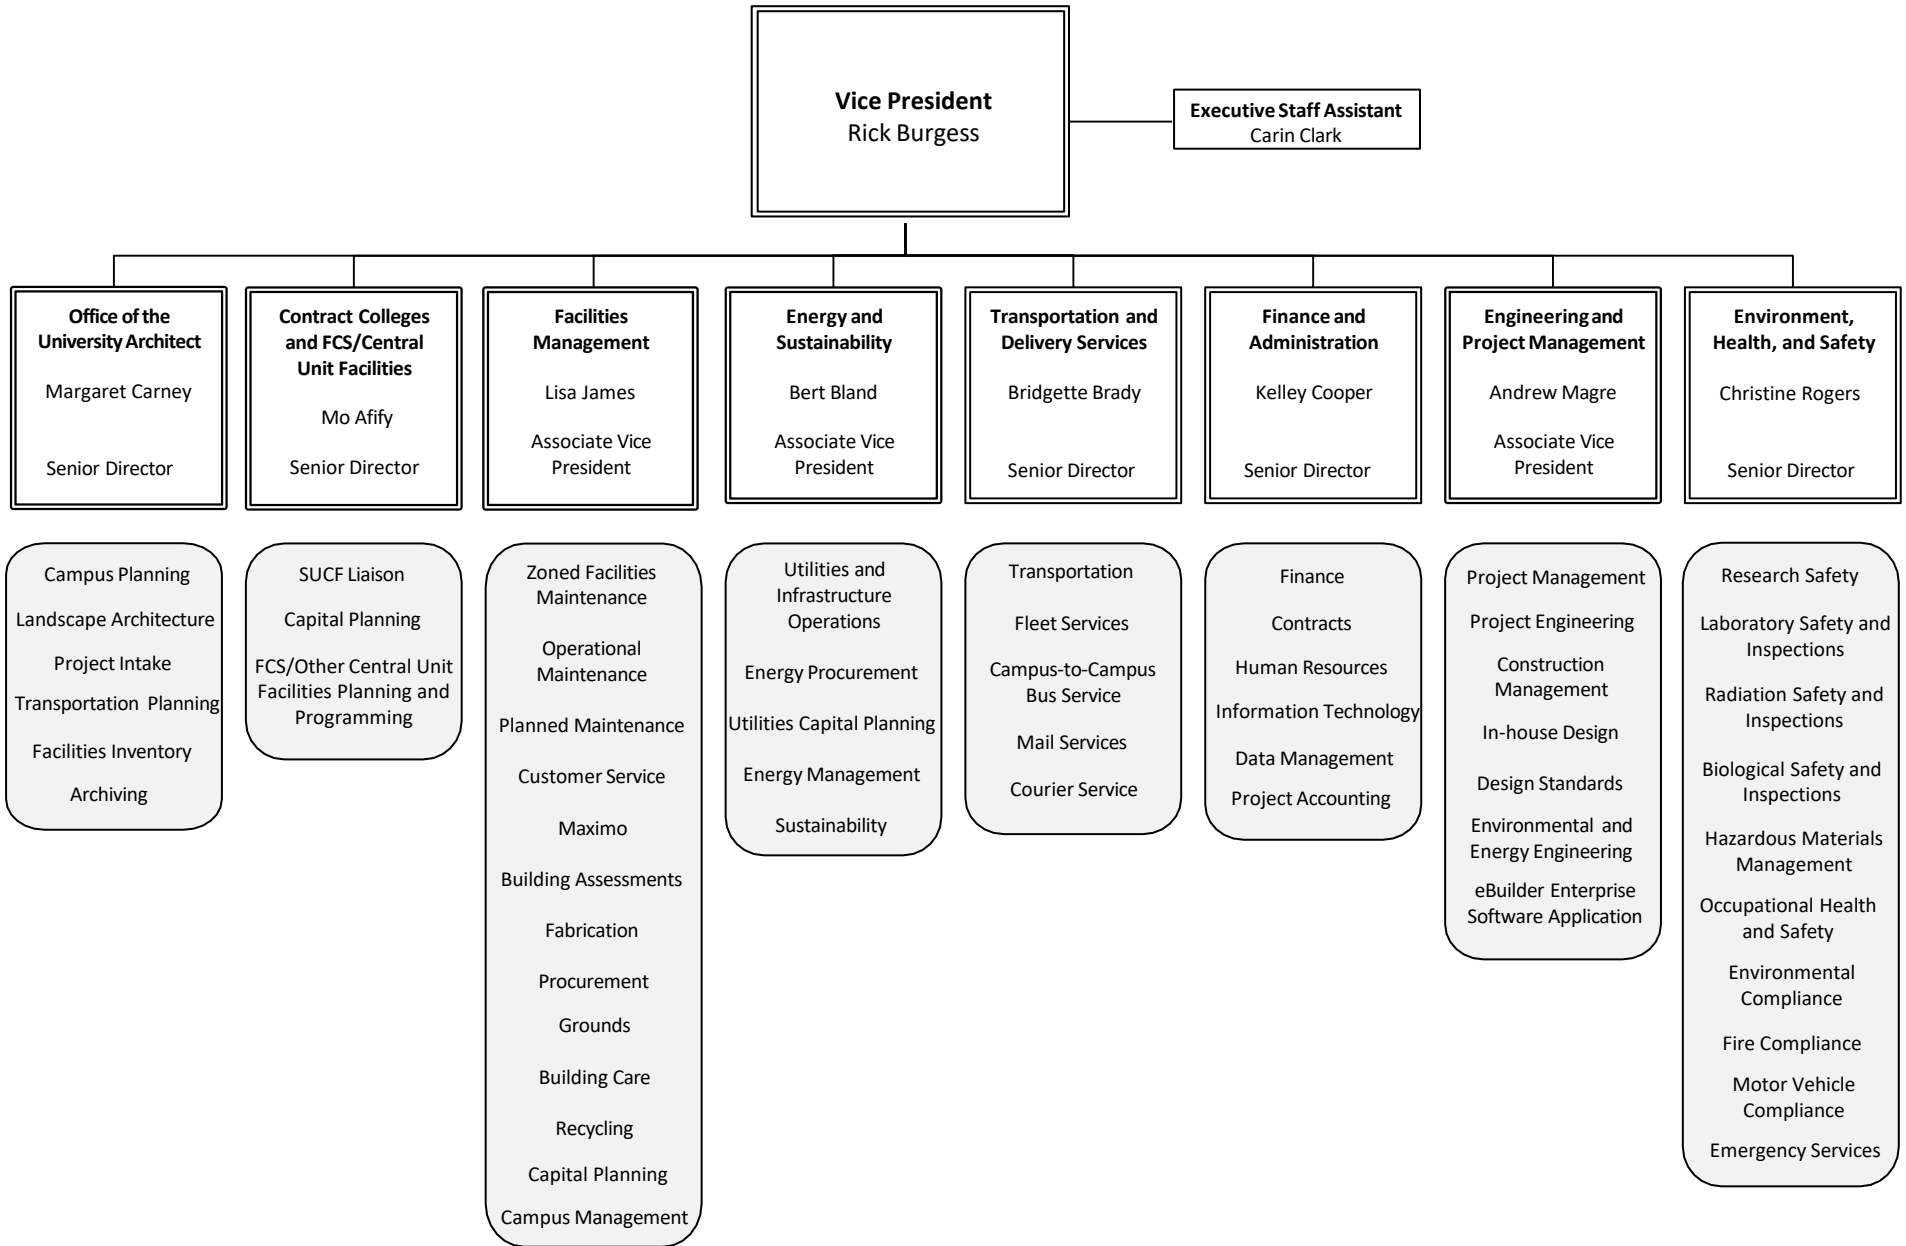 Vice President
Rick Burgess
Executive Staff Assistant
Carin Clark
Office of the
University Architect
Margaret Carney
Senior Director
Contract Colleges
and FCS/Central
Unit Facilities
Mo Afify
Senior Director
Facilities
Management
Lisa James
Associate Vice
President
Energy and
Sustainability
Bert Bland
Associate Vice
President
Transportation and
Delivery Services
Bridgette Brady
Senior Director
Finance and
Administration
Kelley Cooper
Senior Director
Engineering and
Project Management
Andrew Magre
Associate Vice
President
Environment,
Health, and Safety
Christine Rogers
Senior Director
Campus Planning
Landscape Architecture
Project Intake
Transportation Planning
Facilities Inventory
Archiving
SUCF Liaison
Capital Planning
FCS/Other Central Unit
Facilities Planning and
Programming
Zoned Facilities
Maintenance
Operational
Maintenance
Planned Maintenance
Customer Service
Maximo
Building Assessments
Fabrication
Procurement
Grounds
Building Care
Recycling
Capital Planning
Campus Management
Utilities and
Infrastructure
Operations
Energy Procurement
Utilities Capital Planning
Energy Management
Sustainability
Transportation
Fleet Services
Campus-to-Campus
Bus Service
Mail Services
Courier Service
Finance
Contracts
Human Resources
Information Technology
Data Management
Project Accounting
Project Management
Project Engineering
Construction
Management
In-house Design
Design Standards
Environmental and
Energy Engineering
eBuilder Enterprise
Software Application
Research Safety
Laboratory Safety and
Inspections
Radiation Safety and
Inspections
Biological Safety and
Inspections
Hazardous Materials
Management
Occupational Health
and Safety
Environmental
Compliance
Fire Compliance
Motor Vehicle
Compliance
Emergency Services